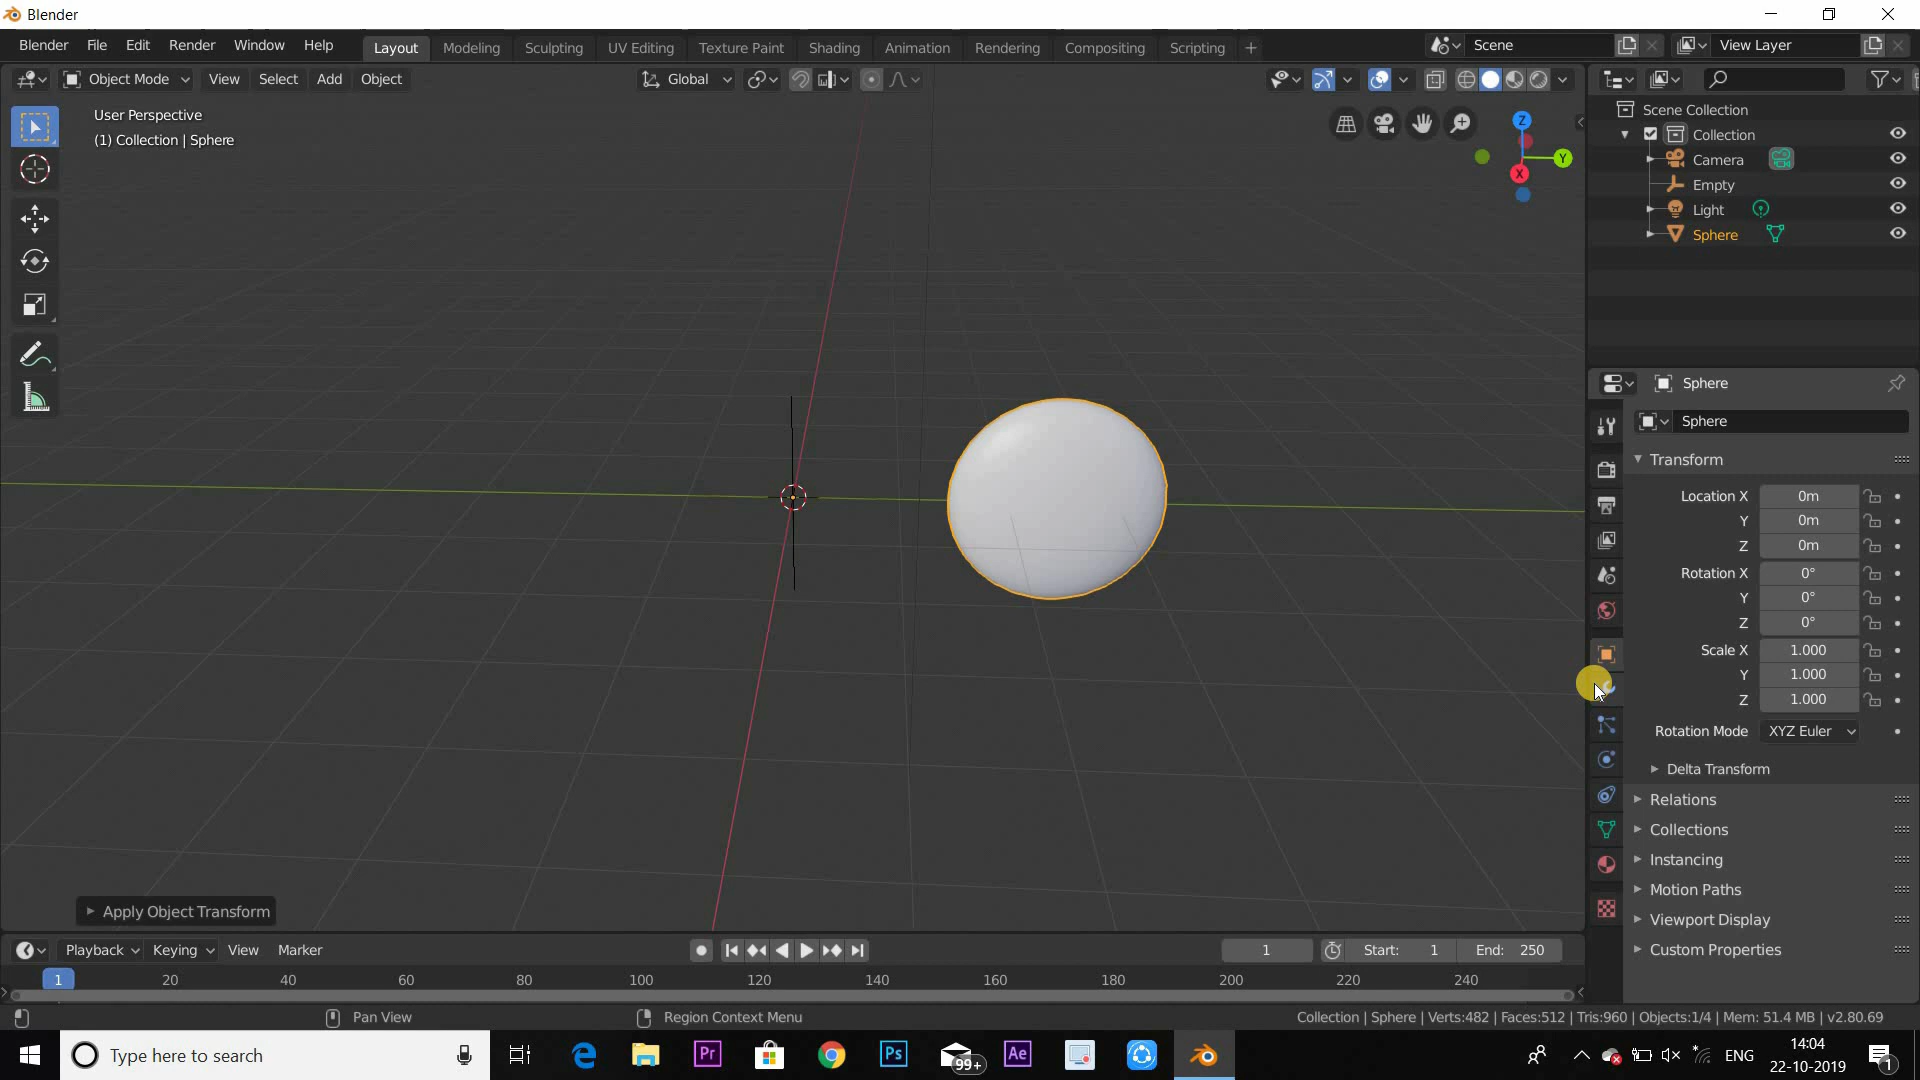 Blender
Blender File Edit Render Window Help Layout Modeling Sculpting UV Editing Texture Paint Shading Animation Rendering Compositing Scripting + Scene View Layer
Object Mode View Select Add Object Global
User Perspective
(1) Collection | Sphere
Z
Y
X
Scene Collection
Collection
Camera
Empty
Light
Sphere
Sphere
Sphere
Transform
Location X 0m
Y 0m
Z 0m
Rotation X 0°
Y 0°
Z 0°
Scale X 1.000
Y 1.000
Z 1.000
Rotation Mode XYZ Euler
Delta Transform
Relations
Collections
Instancing
Motion Paths
Viewport Display
Custom Properties
Apply Object Transform
Playback Keying View Marker 1 Start: 1 End: 250
1 20 40 60 80 100 120 140 160 180 200 220 240
Pan View Region Context Menu Collection | Sphere | Verts:482 | Faces:512 | Tris:960 | Objects:1/4 | Mem: 51.4 MB | v2.80.69
Type here to search Pr Ps 99+ Ae ENG 14:04
22-10-2019 1